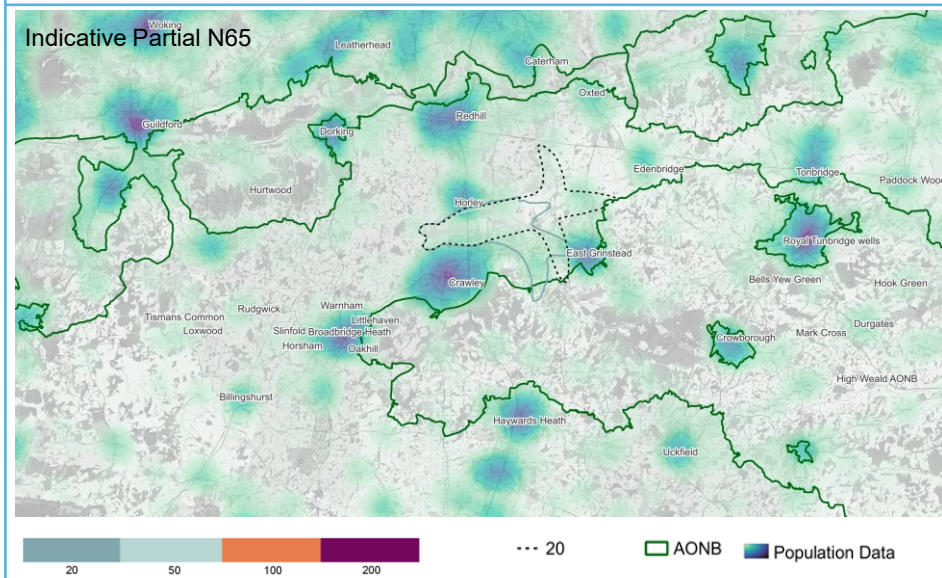 Indicative Partial N65
Woking
Leatherhead
Caterham
Oxted
Guildford
Redhill
Dorking
Edenbridge
Tonbridge
Paddock Wood
Hurtwood
Horley
Royal Tunbridge wells
East Grinstead
Crawley
Bells Yew Green
Hook Green
Warnham
Rudgwick
Tismans Common
Littlehaven
Loxwood
Slinfold Broadbridge Heath
Durgates
Mark Cross
Crowborough
Horsham
Oakhill
High Weald AONB
Billingshurst
Haywards Heath
Uckfield
20 50 100 200
20
AONB
Population Data